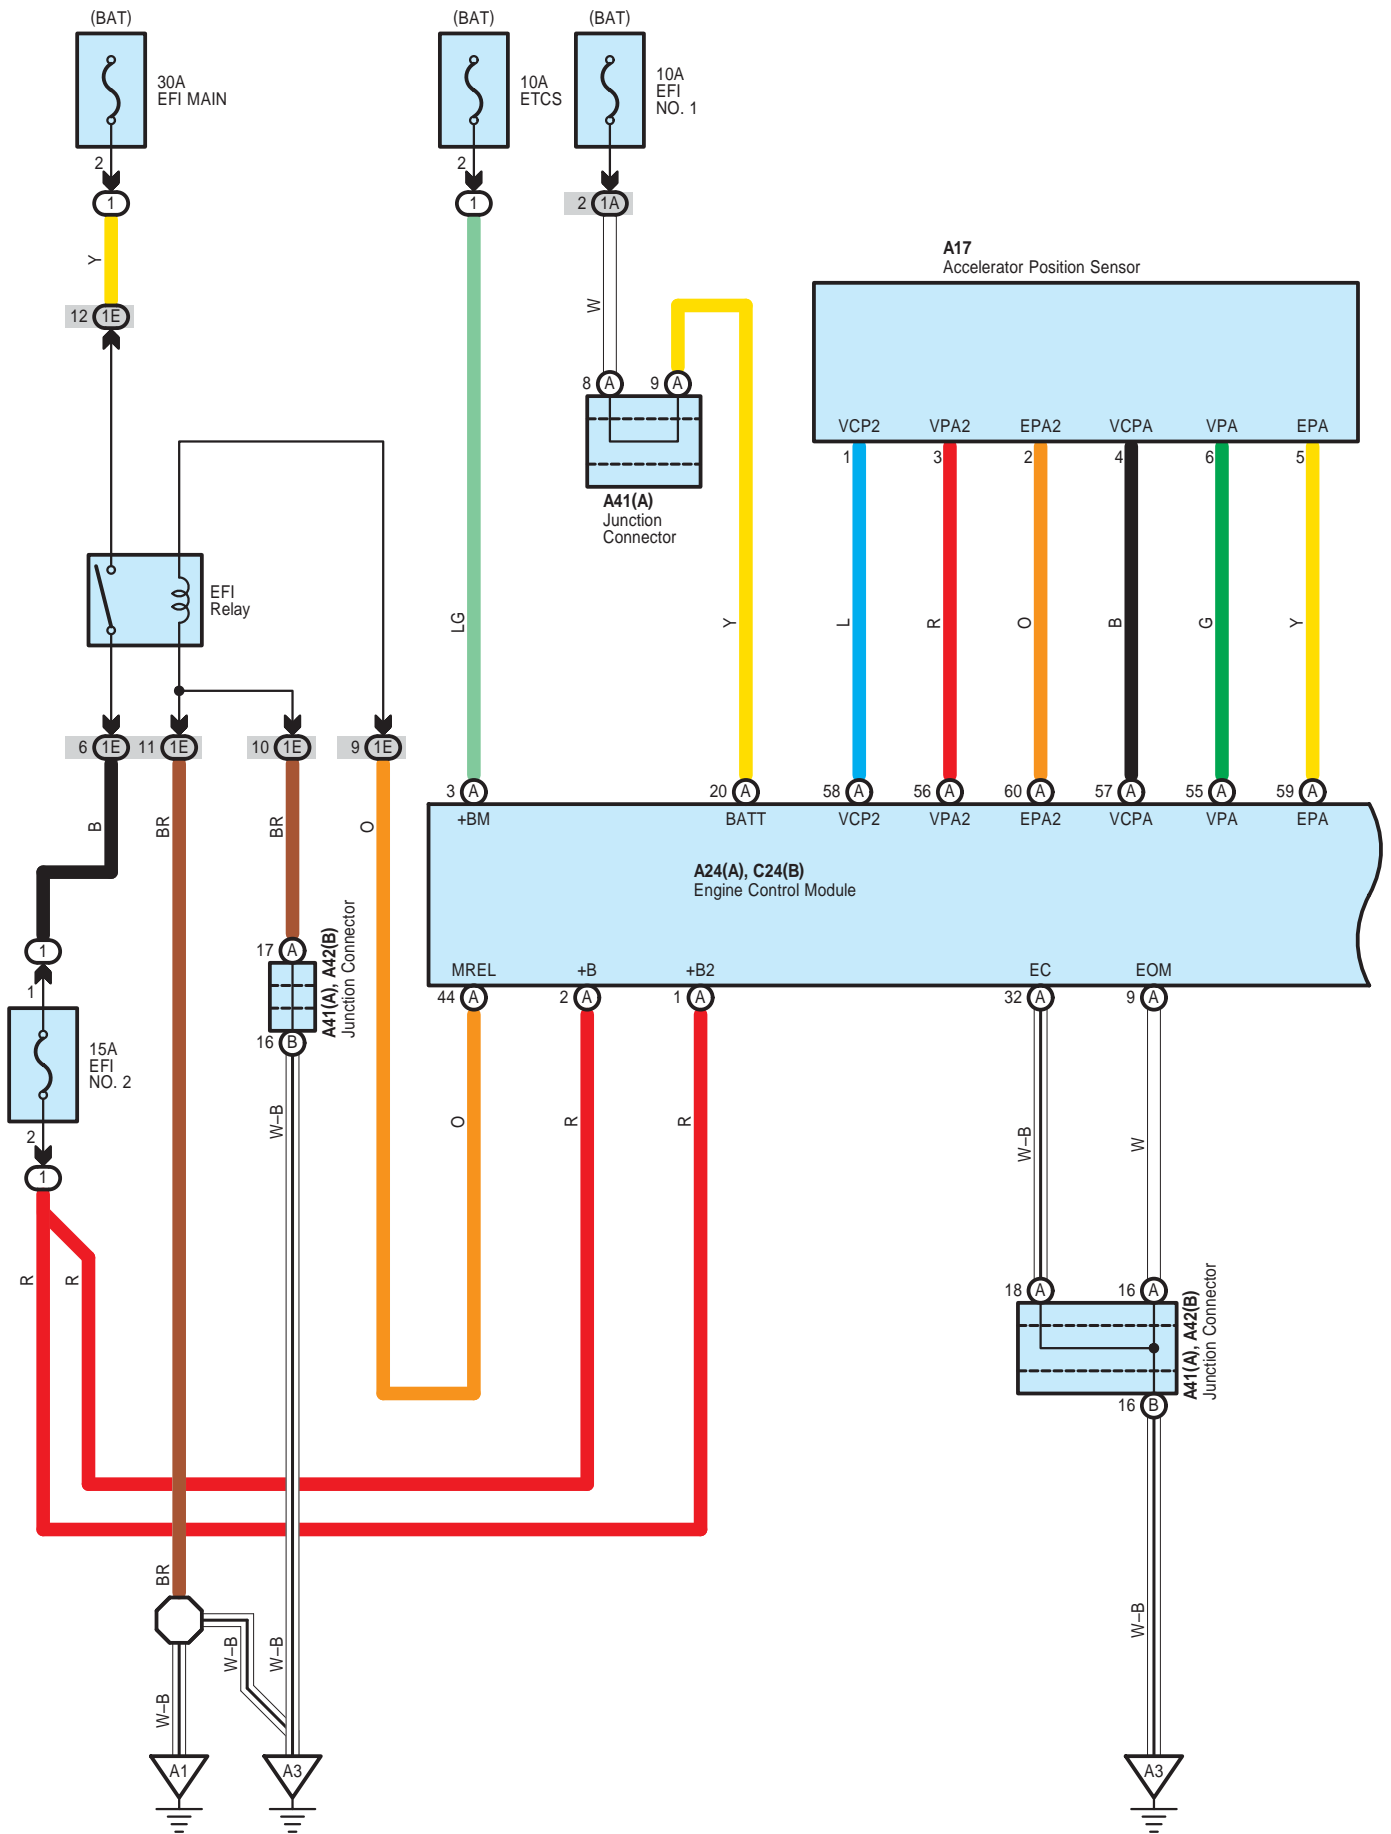 (BAT)
(BAT)
(BAT)
30A
EFI MAIN
10A
ETCS
10A
EFI
NO. 1
2
2
1
1
2 1A
Y
W
A17
Accelerator Position Sensor
12 1E
8 A
9 A
VCP2 VPA2 EPA2 VCPA VPA EPA
1 3 2 4 6 5
A41(A)
Junction
Connector
EFI
Relay
LG
Y
L
R
O
B
G
Y
6 1E 11 1E
10 1E
9 1E
3 A
20 A
58 A
56 A
60 A
57 A
55 A
59 A
+BM BATT VCP2 VPA2 EPA2 VCPA VPA EPA
B
BR
BR
O
A24(A), C24(B)
Engine Control Module
1
17 A
A41(A), A42(B)
Junction Connector
MREL +B +B2 EC EOM
1
44 A
2 A
1 A
32 A
9 A
15A
EFI
NO. 2
16 B
2
1
W–B
O
R
R
W–B
W
R
R
18 A
16 A
A41(A), A42(B)
Junction Connector
16 B
BR
W–B
W–B
W–B
W–B
A1
A3
A3